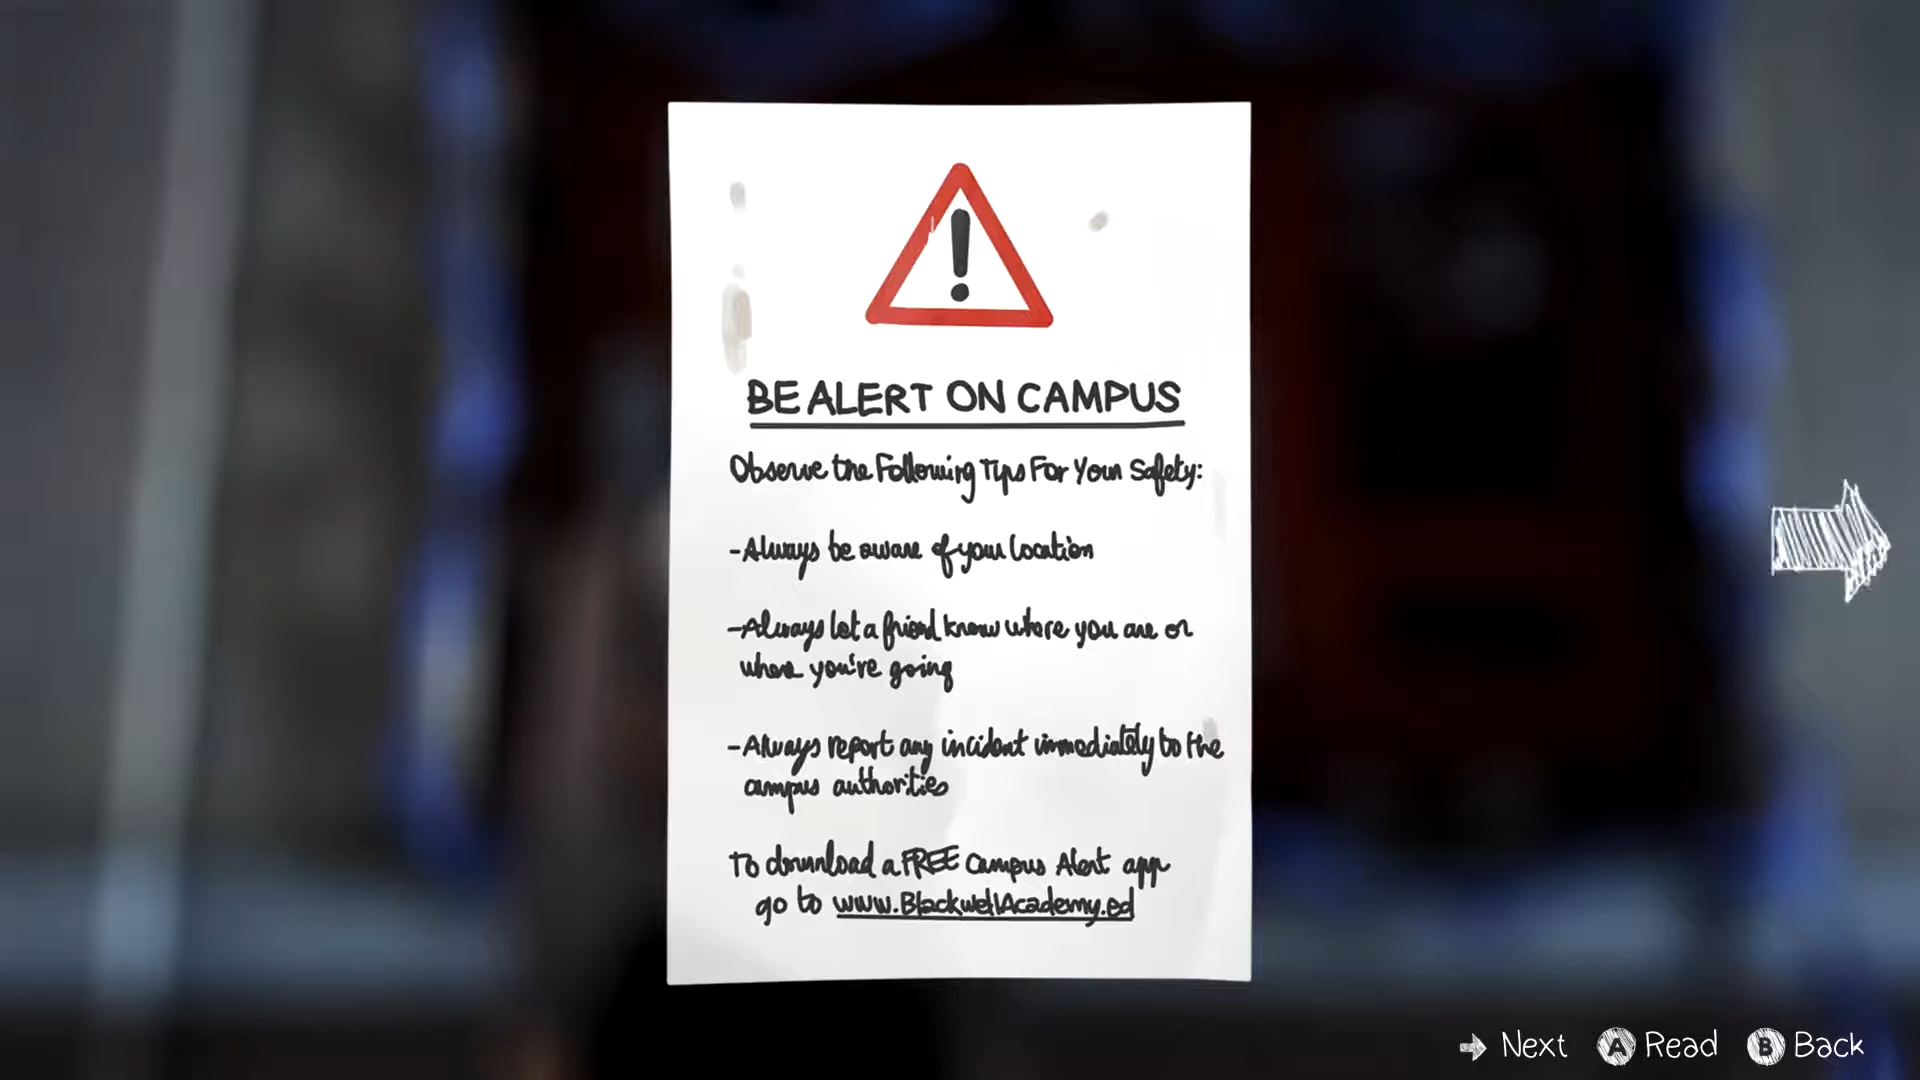 !
BE ALERT ON CAMPUS
Observe the Following Tips For Your Safety:
-Always be aware of your location
-Always let a friend know where you are or
where you're going
-Always report any incident immediately to the
campus authorities
To download a FREE Campus Alert app
go to www.BlackwellAcademy.ed
Next A Read B Back